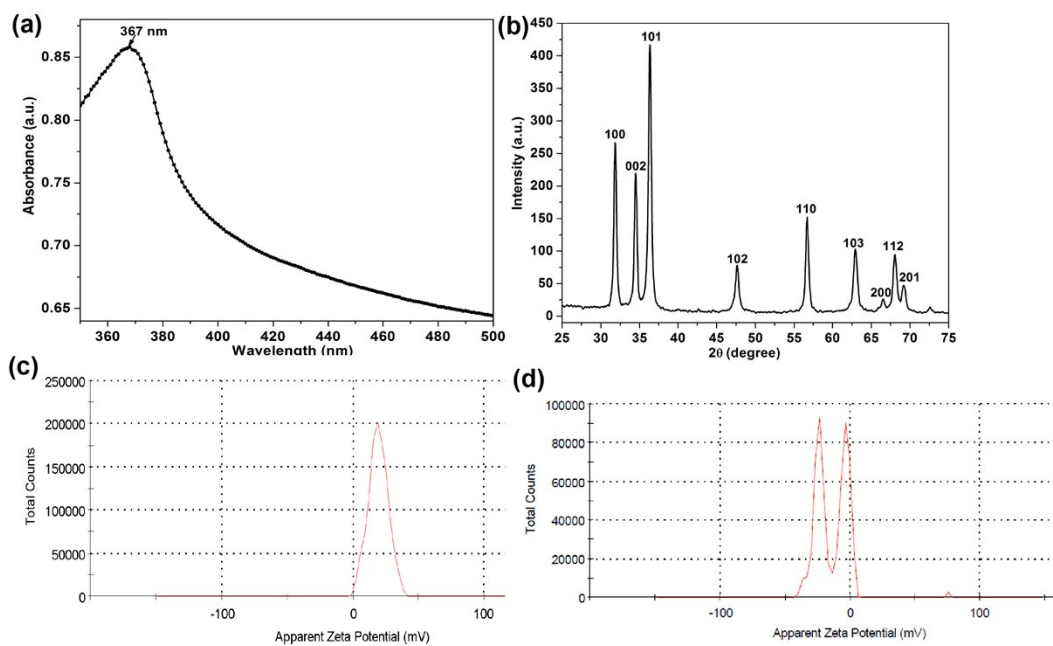 (a)
367 nm
0.85
0.80
0.75
0.70
0.65
Absorbance (a.u.)
360 380 400 420 440 460 480 500
Wavelength (nm)
(b)
450
400
350
300
250
200
150
100
50
0
Intensity (a.u.)
100
002
101
102
110
103
200
112
201
25 30 35 40 45 50 55 60 65 70 75
2θ (degree)
(c)
250000
200000
150000
100000
50000
0
Total Counts
-100 0 100
Apparent Zeta Potential (mV)
(d)
100000
80000
60000
40000
20000
0
Total Counts
-100 0 100
Apparent Zeta Potential (mV)